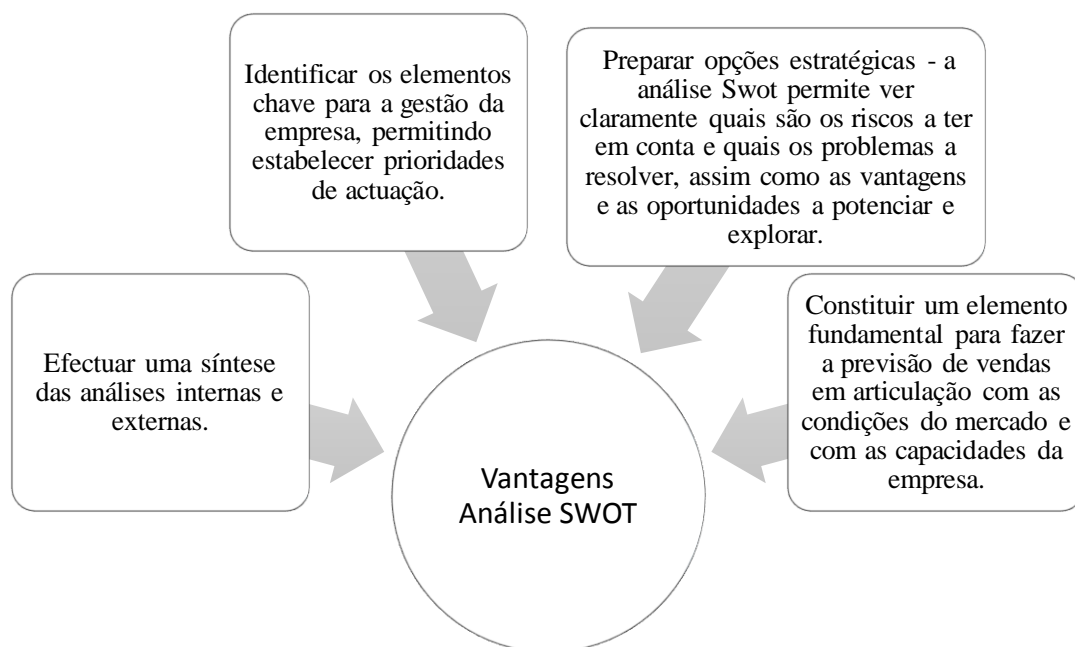 Identificar os elementos
chave para a gestão da
empresa, permitindo
estabelecer prioridades
de actuação.
Preparar opções estratégicas - a
análise Swot permite ver
claramente quais são os riscos a ter
em conta e quais os problemas a
resolver, assim como as vantagens
e as oportunidades a potenciar e
explorar.
Efectuar uma síntese
das análises internas e
externas.
Constituir um elemento
fundamental para fazer
a previsão de vendas
em articulação com as
condições do mercado e
com as capacidades da
empresa.
Vantagens
Análise SWOT